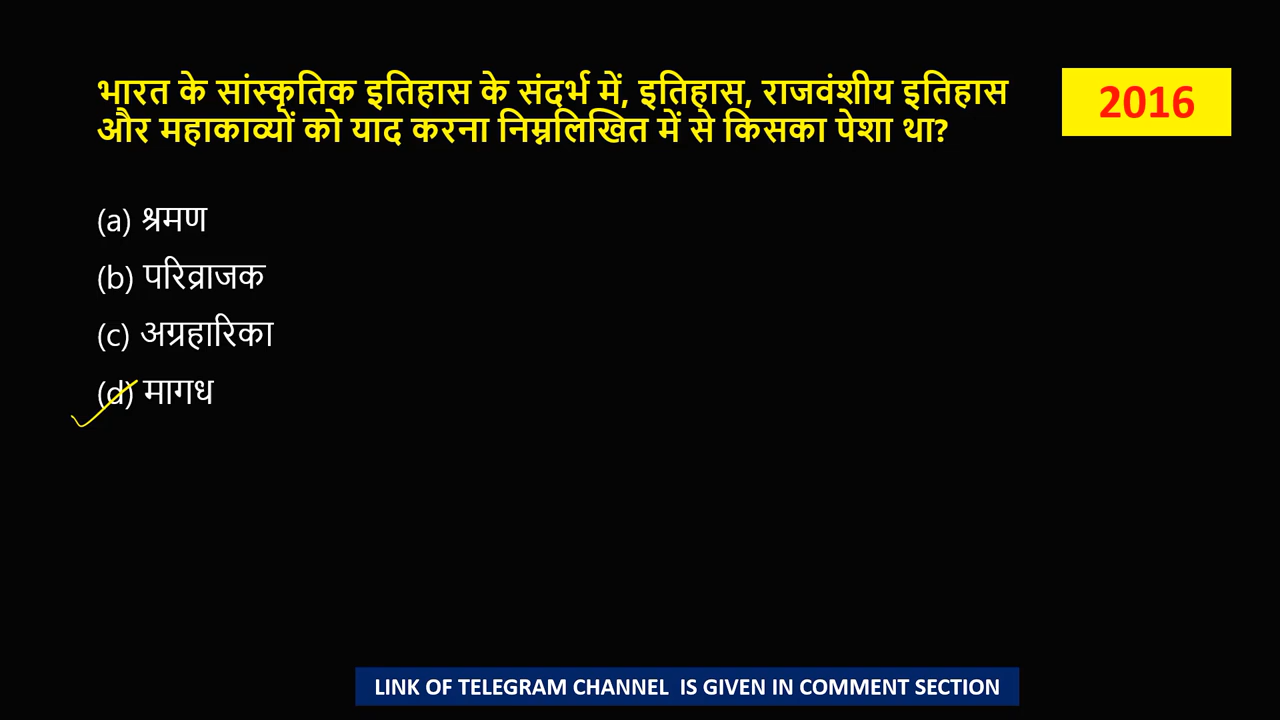 भारत के सांस्कृतिक इतिहास के संदर्भ में, इतिहास, राजवंशीय इतिहास
और महाकाव्यों को याद करना निम्नलिखित में से किसका पेशा था?
2016
(a) श्रमण
(b) परिव्राजक
(c) अग्रहारिका
(d) मागध
LINK OF TELEGRAM CHANNEL IS GIVEN IN COMMENT SECTION